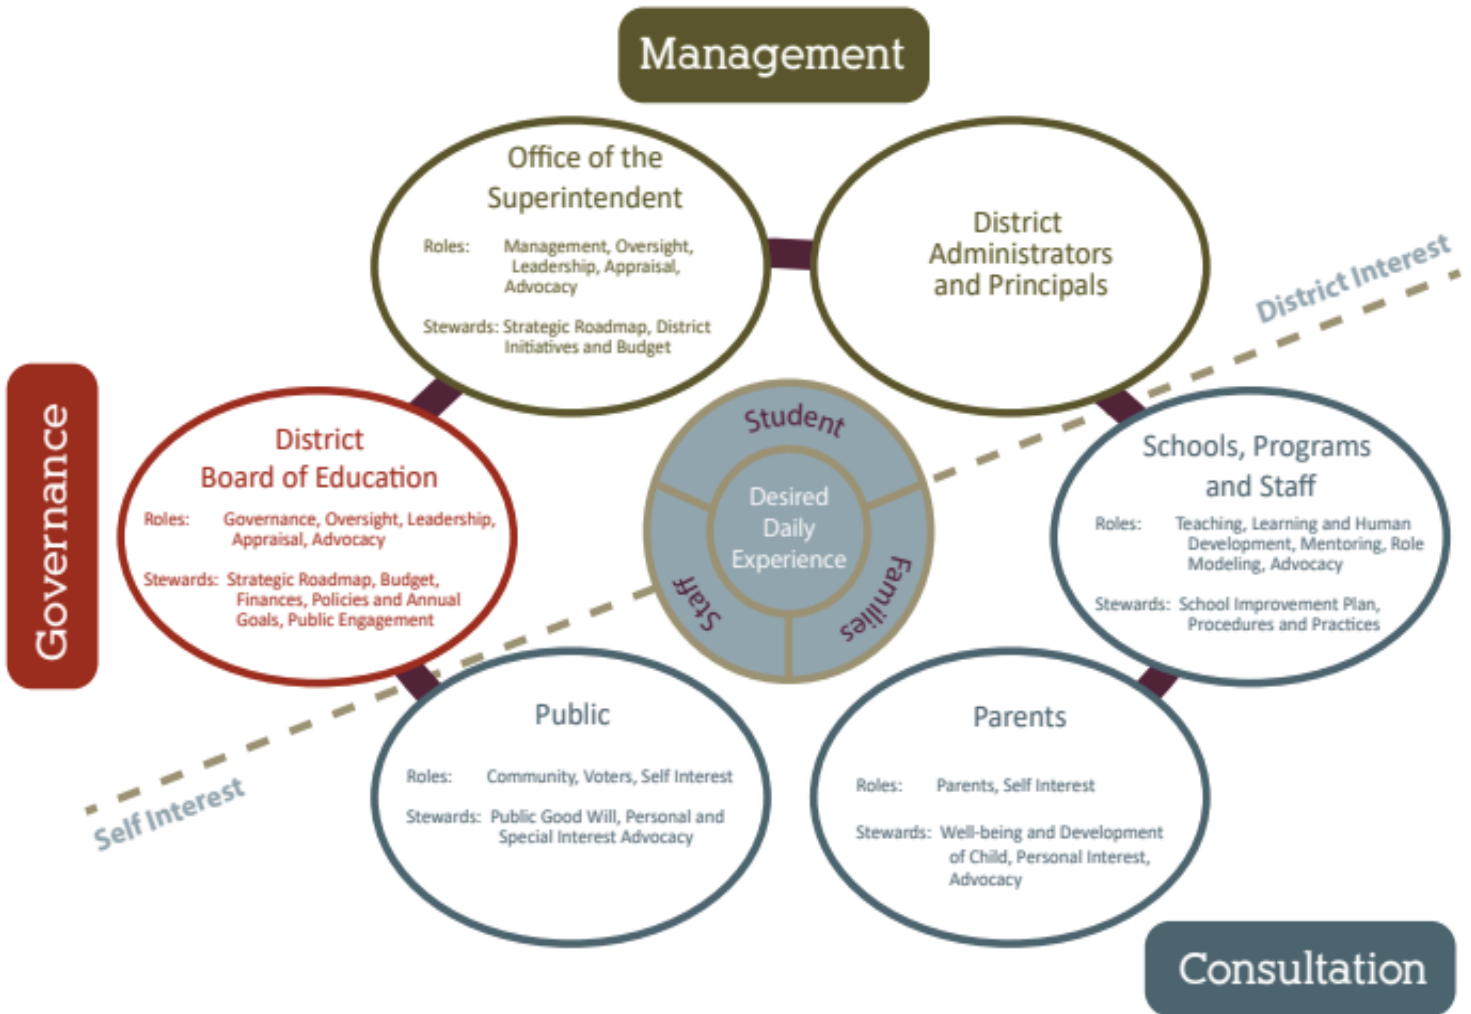 Management
Office of the
Superintendent
Roles: Management, Oversight,
Leadership, Appraisal,
Advocacy
Stewards: Strategic Roadmap, District
Initiatives and Budget
District
Administrators
and Principals
District Interest
Governance
District
Board of Education
Roles: Governance, Oversight, Leadership,
Appraisal, Advocacy
Stewards: Strategic Roadmap, Budget,
Finances, Policies and Annual
Goals, Public Engagement
Student
Desired
Daily
Experience
Staff
Families
Schools, Programs
and Staff
Roles: Teaching, Learning and Human
Development, Mentoring, Role
Modeling, Advocacy
Stewards: School Improvement Plan,
Procedures and Practices
Self Interest
Public
Roles: Community, Voters, Self Interest
Stewards: Public Good Will, Personal and
Special Interest Advocacy
Parents
Roles: Parents, Self Interest
Stewards: Well-being and Development
of Child, Personal Interest,
Advocacy
Consultation